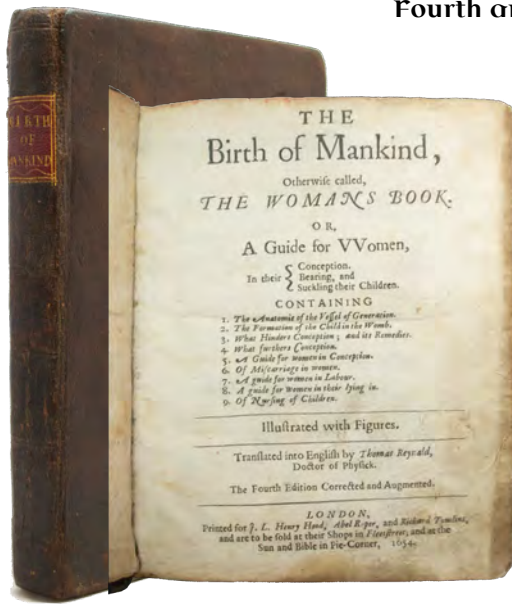 Fourth an
BIRTH
OF
MANKIND
THE
Birth of Mankind,
Otherwiſe called,
THE WOMANS BOOK.
OR,
A Guide for VVomen,
In their { Conception.
Bearing, and
Suckling their Children.
CONTAINING
1. The Anatomie of the Veſſel of Generation.
2. The Formation of the Child in the Womb.
3. What Hinders Conception; and its Remedies.
4. What furthers Conception.
5. A Guide for women in Conception.
6. Of Miſcarriage in women.
7. A guide for women in Labour.
8. A guide for women in their lying in.
9. Of Nurſing of Children.
Illuſtrated with Figures.
Tranſlated into Engliſh by Thomas Reynald,
Doctor of Phyſick.
The Fourth Edition Corrected and Augmented.
LONDON,
Printed for J. L. Henry Hood, Abel Roper, and Richard Tomlins,
and are to be ſold at their Shops in Fleetſtreet, and at the
Sun and Bible in Pie-Corner, 1654.